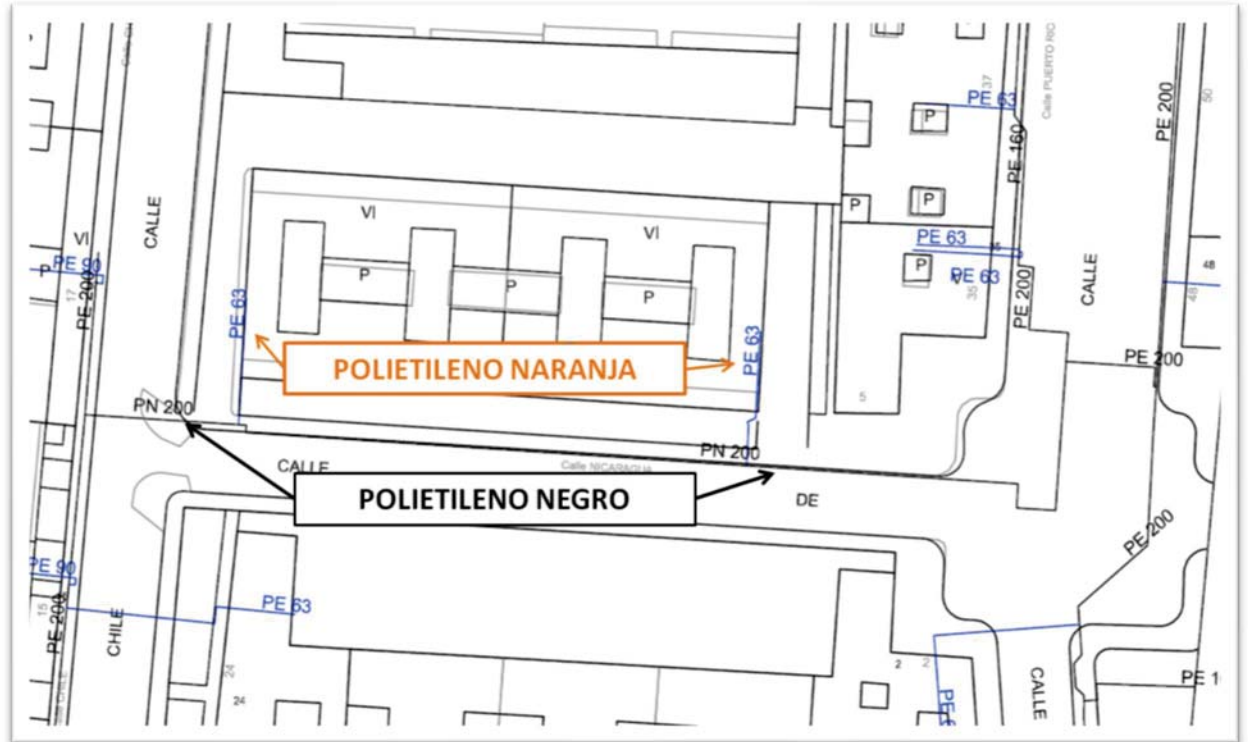 Calle PUERTO RICO
37
PE 63
P
PE 160
PE 200
50
CALLE
VI
VI
VI
P
P
PE 90
P
17
PE 200
P
P
P
PE 63
P
PE 63
35
PE 200
CALLE
48
48
PE 63
PE 63
POLIETILENO NARANJA
PE 200
5
PN 200
PN 200
CALLE
Calle NICARAGUA
POLIETILENO NEGRO
DE
PE 200
PE 90
15
PE 200
CHILE
PE 63
24
24
2
2
CALLE